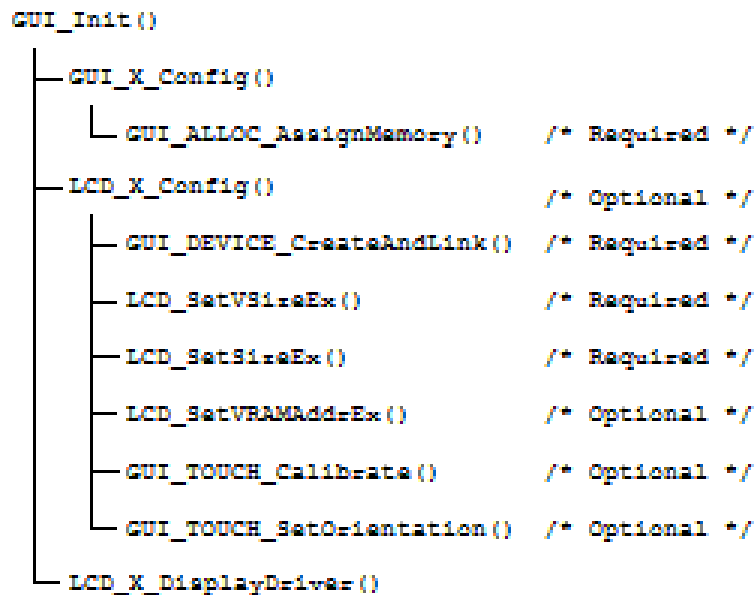 GUI_Init()
GUI_X_Config()
GUI_ALLOC_AssignMemory() /* Required */
LCD_X_Config() /* Optional */
GUI_DEVICE_CreateAndLink() /* Required */
LCD_SetVSizeEx() /* Required */
LCD_SetSizeEx() /* Required */
LCD_SetVRAMAddrEx() /* Optional */
GUI_TOUCH_Calibrate() /* Optional */
GUI_TOUCH_SetOrientation() /* Optional */
LCD_X_DisplayDriver()